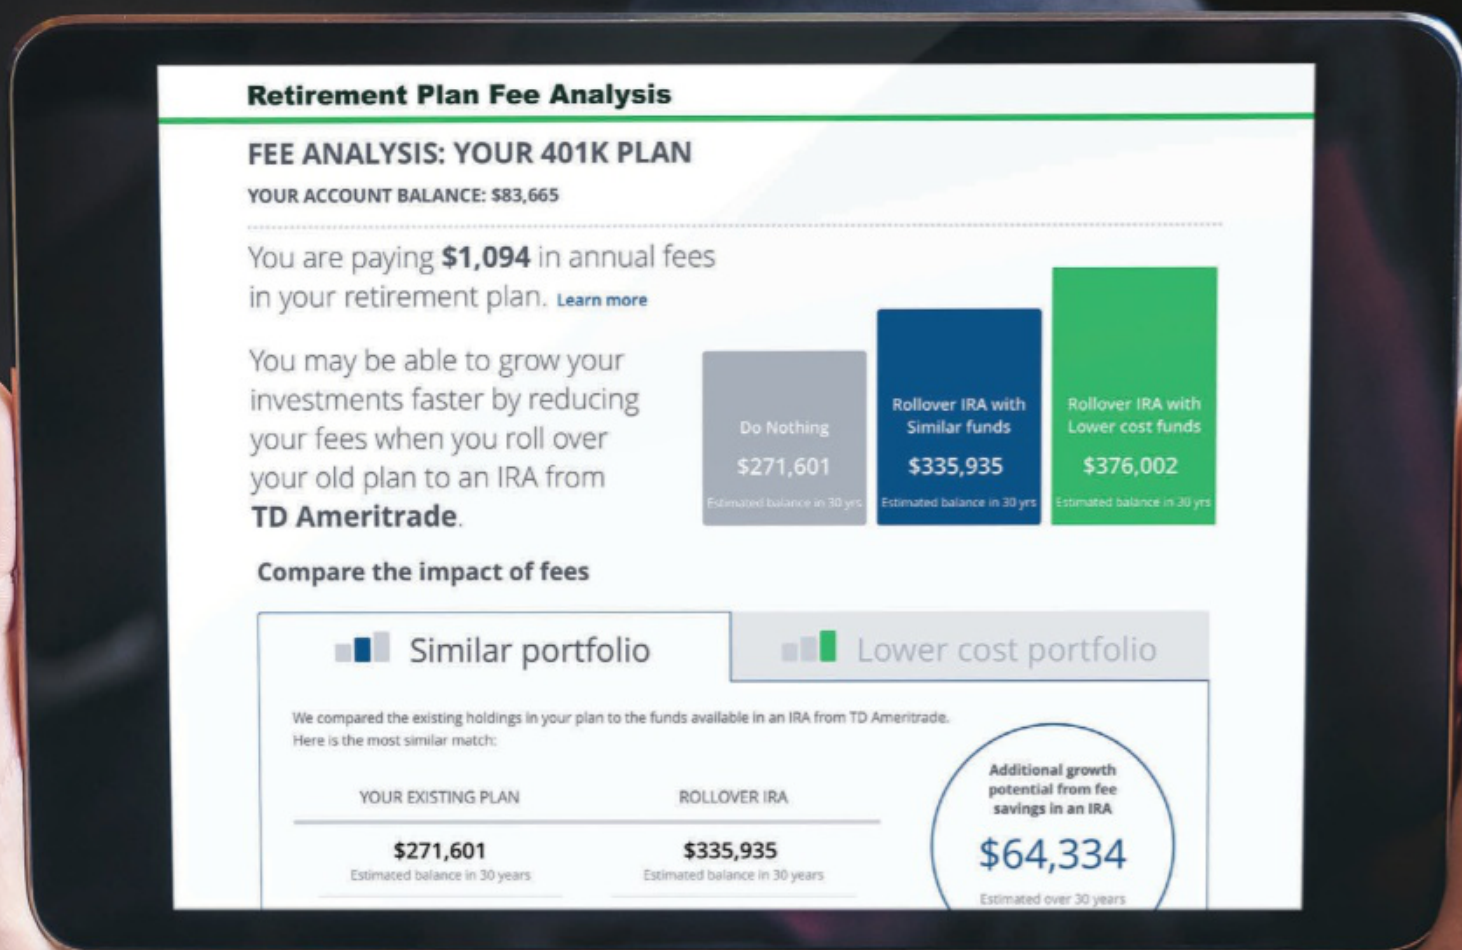 Retirement Plan Fee Analysis
FEE ANALYSIS: YOUR 401K PLAN
YOUR ACCOUNT BALANCE: $83,665
You are paying $1,094 in annual fees
in your retirement plan. Learn more
You may be able to grow your
investments faster by reducing
your fees when you roll over
your old plan to an IRA from
TD Ameritrade.
Do Nothing
$271,601
Estimated balance in 30 yrs
Rollover IRA with
Similar funds
$335,935
Estimated balance in 30 yrs
Rollover IRA with
Lower cost funds
$376,002
Estimated balance in 30 yrs
Compare the impact of fees
Similar portfolio
Lower cost portfolio
We compared the existing holdings in your plan to the funds available in an IRA from TD Ameritrade.
Here is the most similar match:
YOUR EXISTING PLAN
ROLLOVER IRA
$271,601
$335,935
Estimated balance in 30 years
Estimated balance in 30 years
Additional growth
potential from fee
savings in an IRA
$64,334
Estimated over 30 years